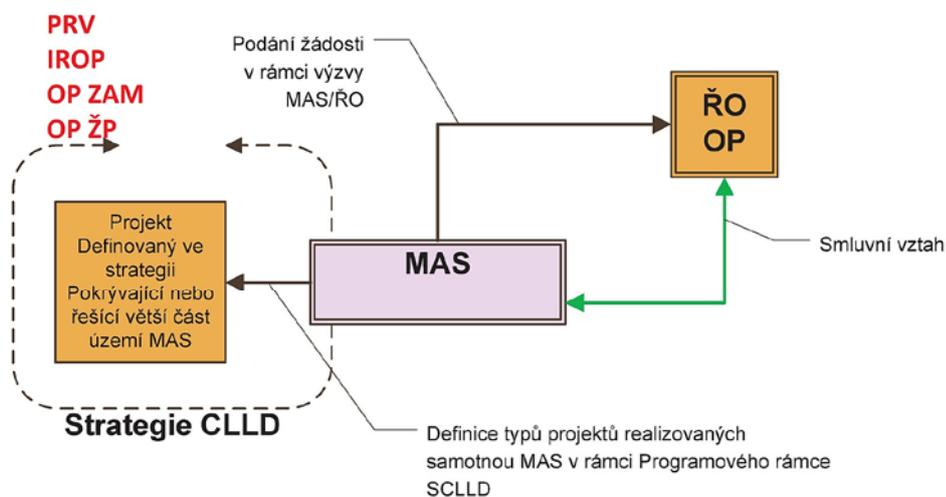 PRV
IROP
OP ZAM
OP ŽP
Podání žádosti
v rámci výzvy
MAS/ŘO
ŘO
OP
Projekt
Definovaný ve
strategii
Pokrývající nebo
řešící větší část
území MAS
MAS
Smluvní vztah
Strategie CLLD
Definice typů projektů realizovaných
samotnou MAS v rámci Programového rámce
SCLLD